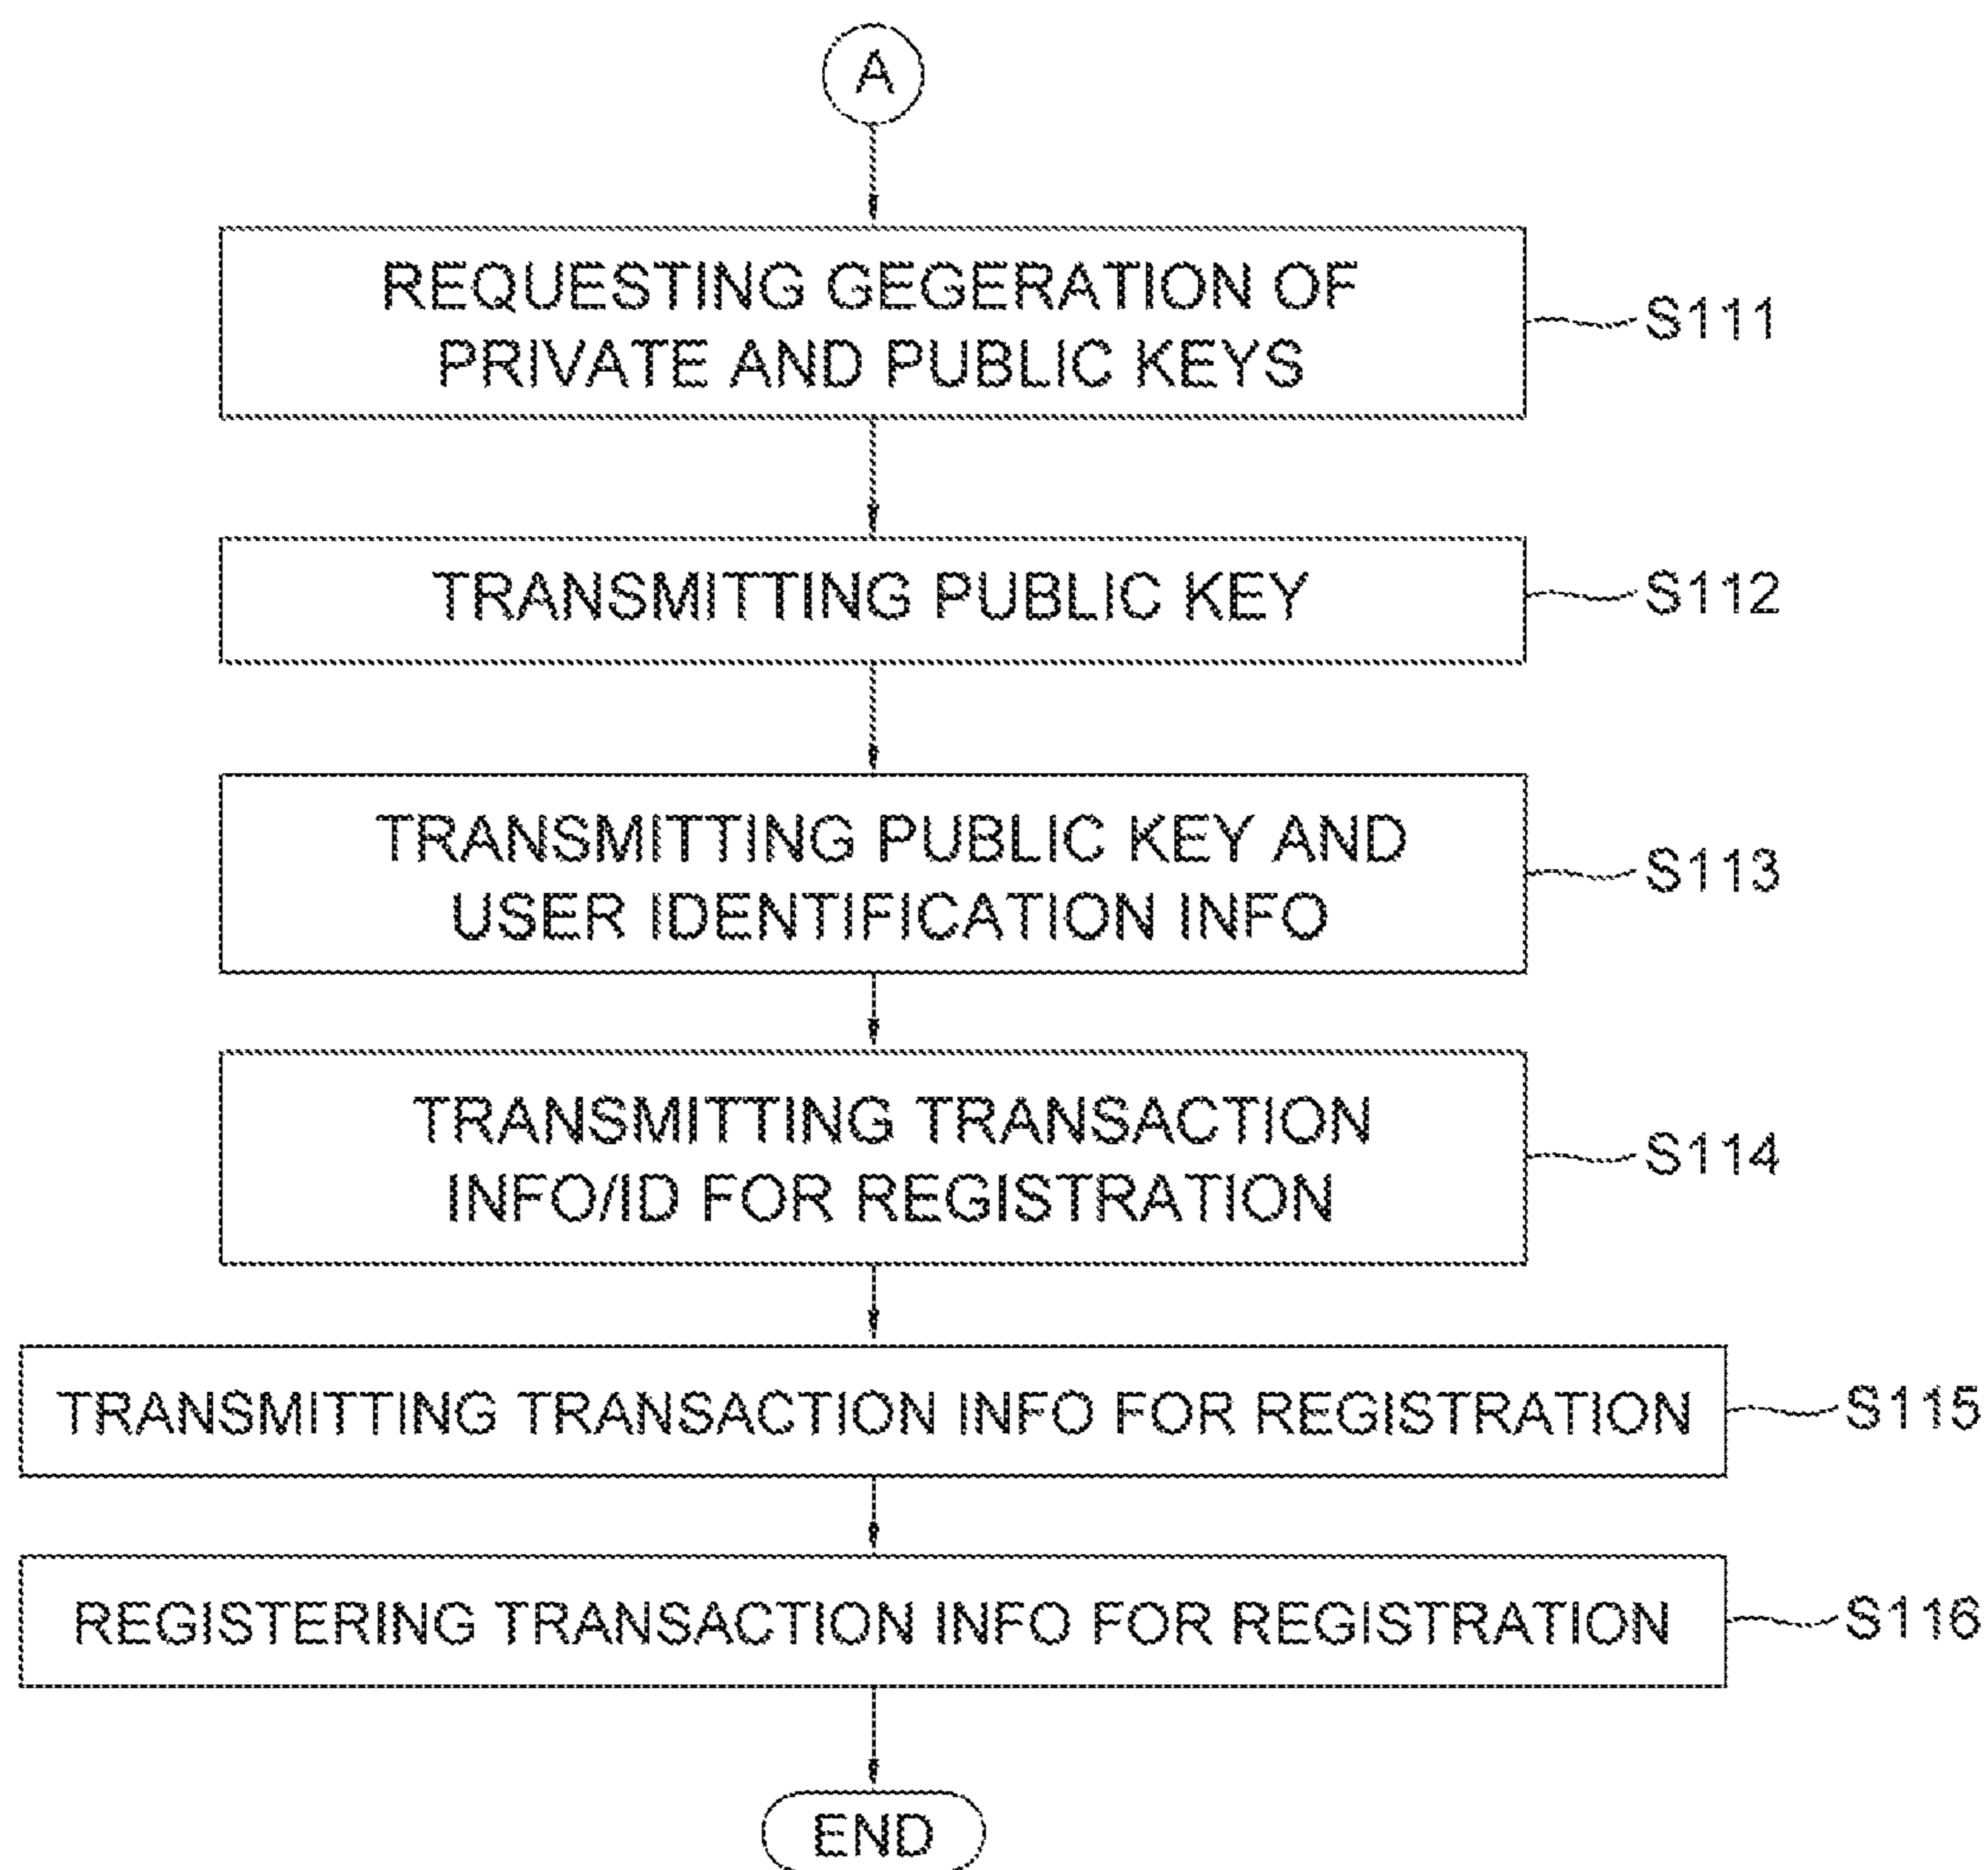 A
REQUESTING GEGERATION OF
PRIVATE AND PUBLIC KEYS
S111
TRANSMITTING PUBLIC KEY
S112
TRANSMITTING PUBLIC KEY AND
USER IDENTIFICATION INFO
S113
TRANSMITTING TRANSACTION
INFO/ID FOR REGISTRATION
S114
TRANSMITTING TRANSACTION INFO FOR REGISTRATION
S115
REGISTERING TRANSACTION INFO FOR REGISTRATION
S116
END